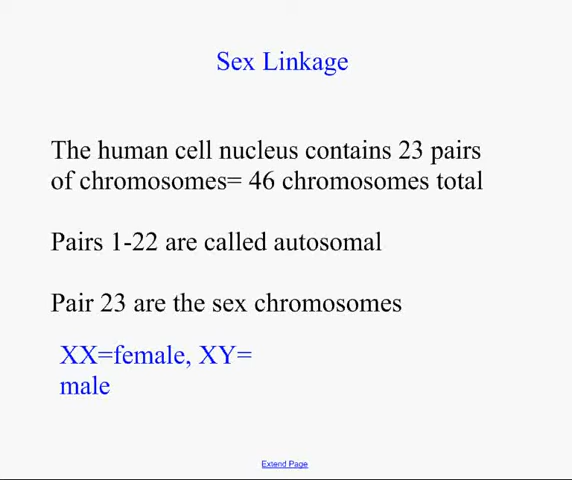 Sex Linkage
The human cell nucleus contains 23 pairs
of chromosomes= 46 chromosomes total
Pairs 1-22 are called autosomal
Pair 23 are the sex chromosomes
XX=female, XY=
male
Extend Page